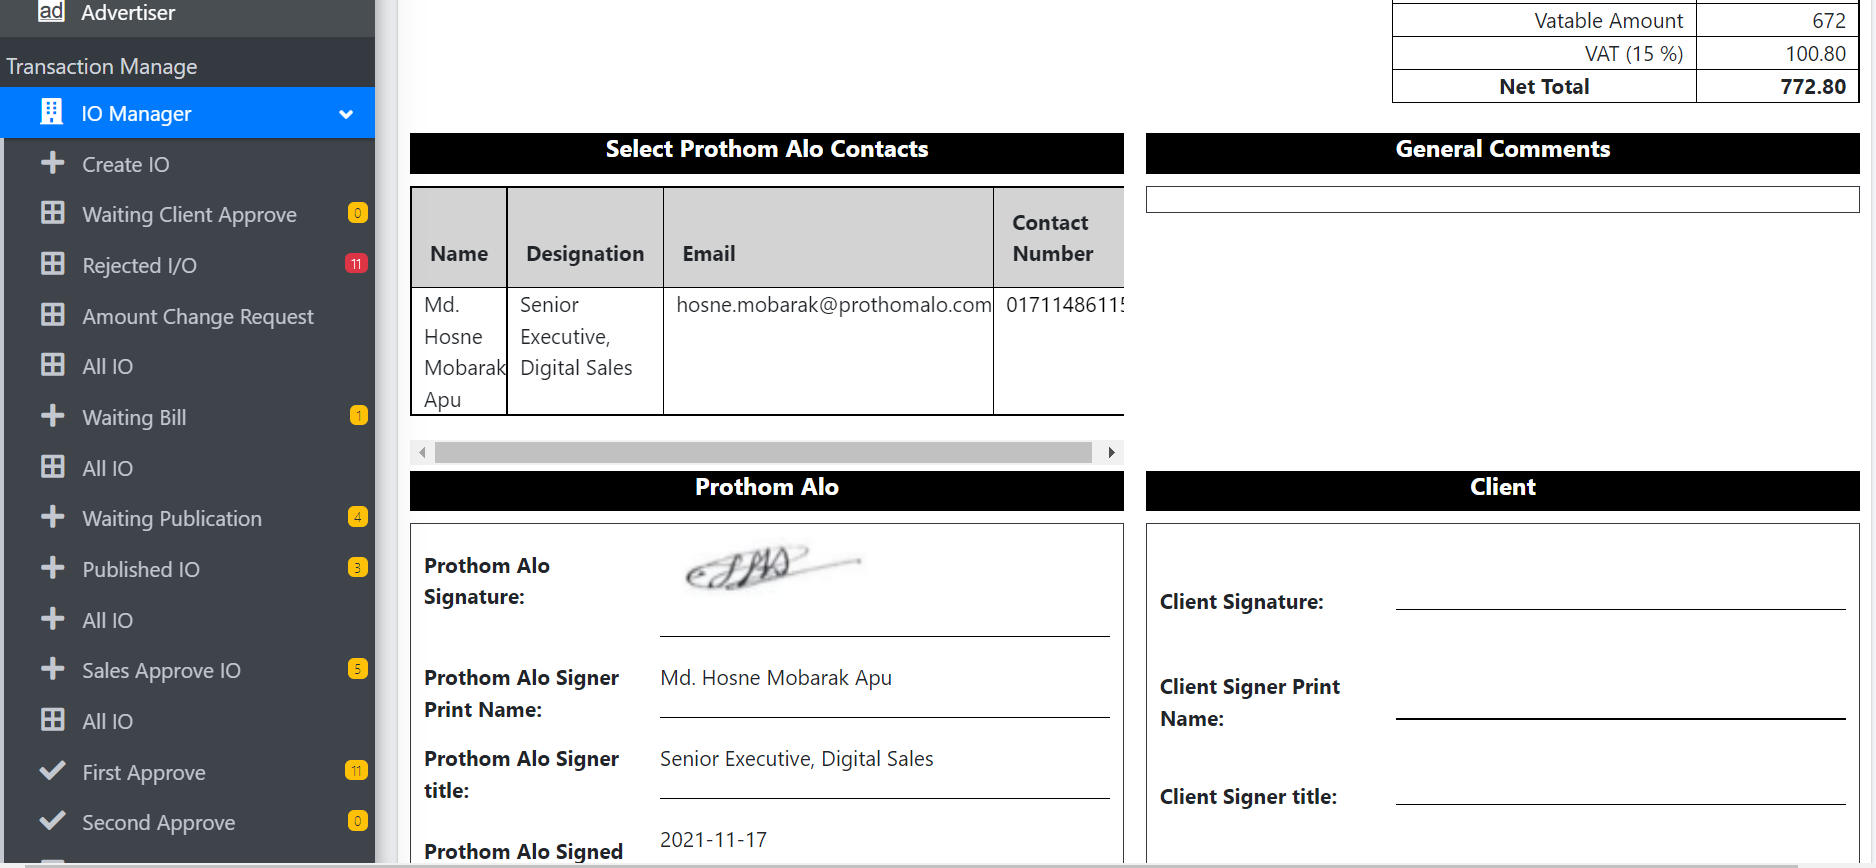 ad Advertiser
Transaction Manage
IO Manager
Create IO
Waiting Client Approve 0
Rejected I/O 11
Amount Change Request
All IO
Waiting Bill 1
All IO
Waiting Publication 4
Published IO 3
All IO
Sales Approve IO 5
All IO
First Approve 11
Second Approve 0
Vatable Amount 672
VAT (15 %) 100.80
Net Total 772.80
Select Prothom Alo Contacts
Name Designation Email Contact
Number
Md. Senior hosne.mobarak@prothomalo.com 01711486115
Hosne Executive,
Mobarak Digital Sales
Apu
General Comments
Prothom Alo
Prothom Alo
Signature:
Prothom Alo Signer Md. Hosne Mobarak Apu
Print Name:
Prothom Alo Signer Senior Executive, Digital Sales
title:
2021-11-17
Prothom Alo Signed
Client
Client Signature:
Client Signer Print
Name:
Client Signer title: